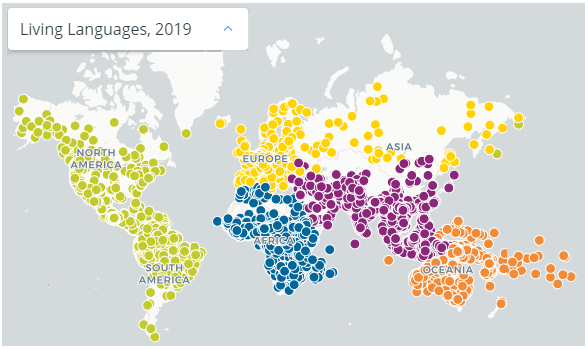 Living Languages, 2019
NORTH
AMERICA
EUROPE
ASIA
AFRICA
SOUTH
AMERICA
OCEANIA